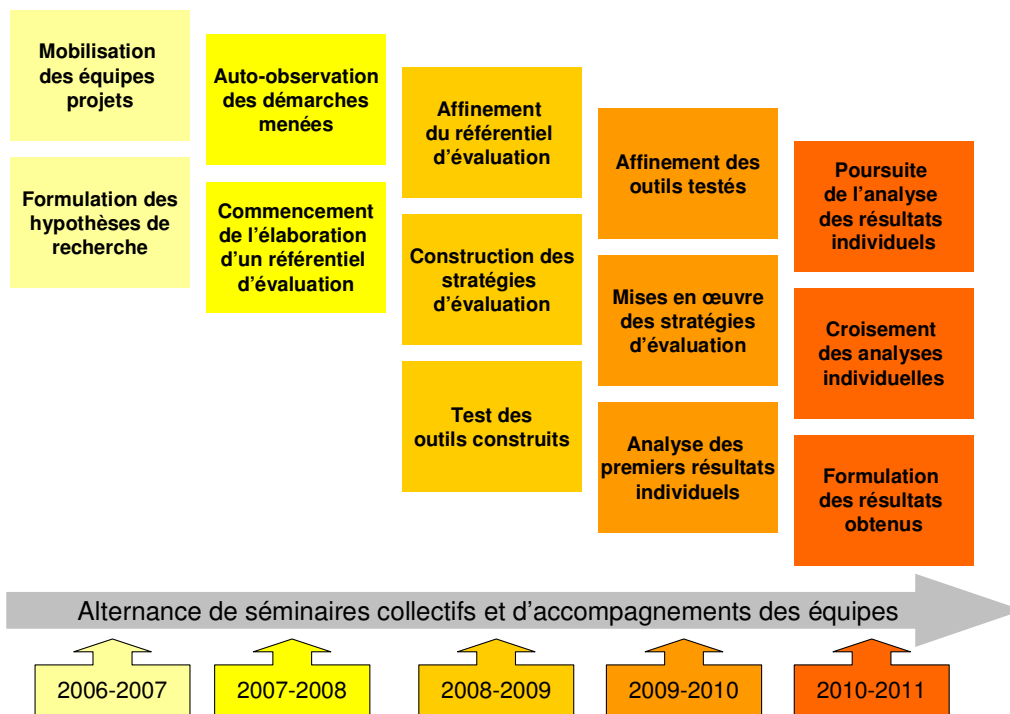 Mobilisation
des équipes
projets
Formulation des
hypothèses de
recherche
Auto-observation
des démarches
menées
Commencement
de l'élaboration
d'un référentiel
d'évaluation
Affinement
du référentiel
d'évaluation
Construction des
stratégies
d'évaluation
Test des
outils construits
Affinement des
outils testés
Mises en œuvre
des stratégies
d'évaluation
Analyse des
premiers résultats
individuels
Poursuite
de l'analyse
des résultats
individuels
Croisement
des analyses
individuelles
Formulation
des résultats
obtenus
Alternance de séminaires collectifs et d'accompagnements des équipes
2006-2007
2007-2008
2008-2009
2009-2010
2010-2011